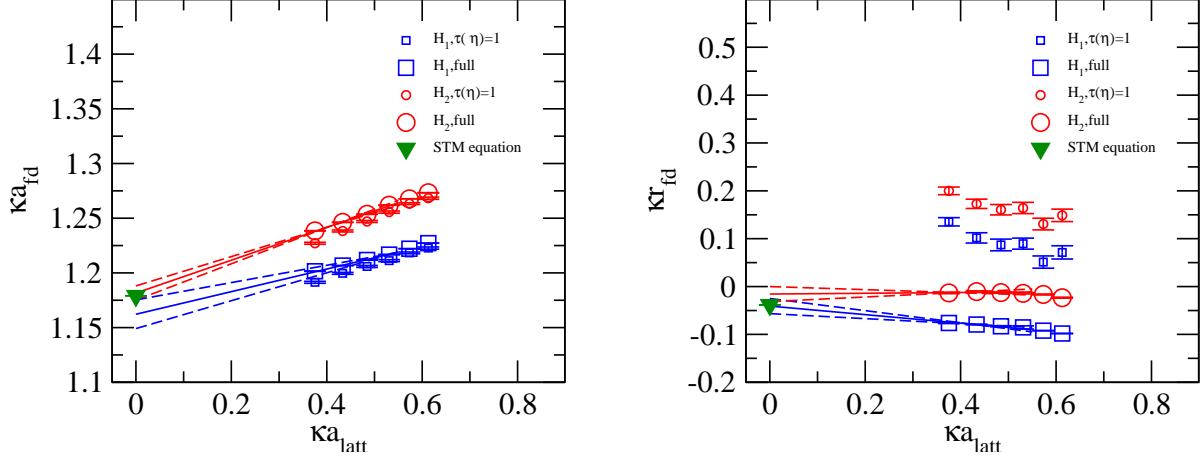 1.4
1.35
1.3
1.25
1.2
1.15
1.1
κa_fd
0
0.2
0.4
0.6
0.8
κa_latt
H_1,τ( η)=1
H_1,full
H_2,τ(η)=1
H_2,full
STM equation
0.5
0.4
0.3
0.2
0.1
0
-0.1
-0.2
κr_fd
0
0.2
0.4
0.6
0.8
κa_latt
H_1,τ(η)=1
H_1,full
H_2,τ(η)=1
H_2,full
STM equation